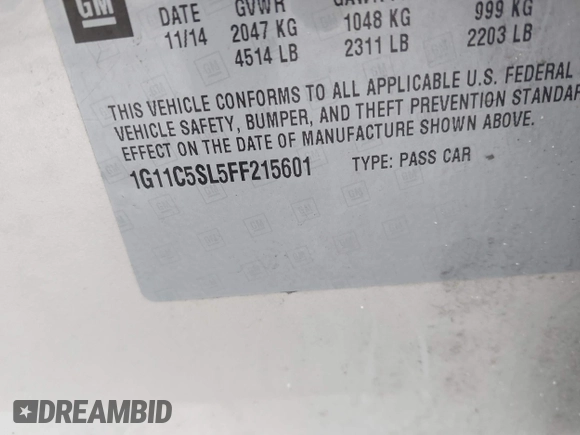 GM
DATE GVWR
11/14 2047 KG 1048 KG 999 KG
4514 LB 2311 LB 2203 LB
THIS VEHICLE CONFORMS TO ALL APPLICABLE U.S. FEDERAL
VEHICLE SAFETY, BUMPER, AND THEFT PREVENTION STANDAR
EFFECT ON THE DATE OF MANUFACTURE SHOWN ABOVE.
1G11C5SL5FF215601 TYPE: PASS CAR
DREAMBID